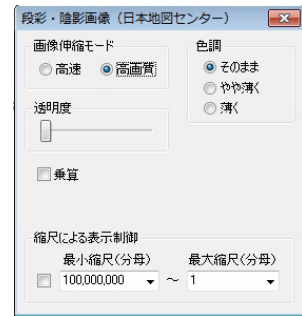 段彩・陰影画像（日本地図センター）
画像伸縮モード
高速 高画質
色調
そのまま
やや薄く
薄く
透明度
乗算
縮尺による表示制御
最小縮尺(分母) 最大縮尺(分母)
100,000,000 ～ 1